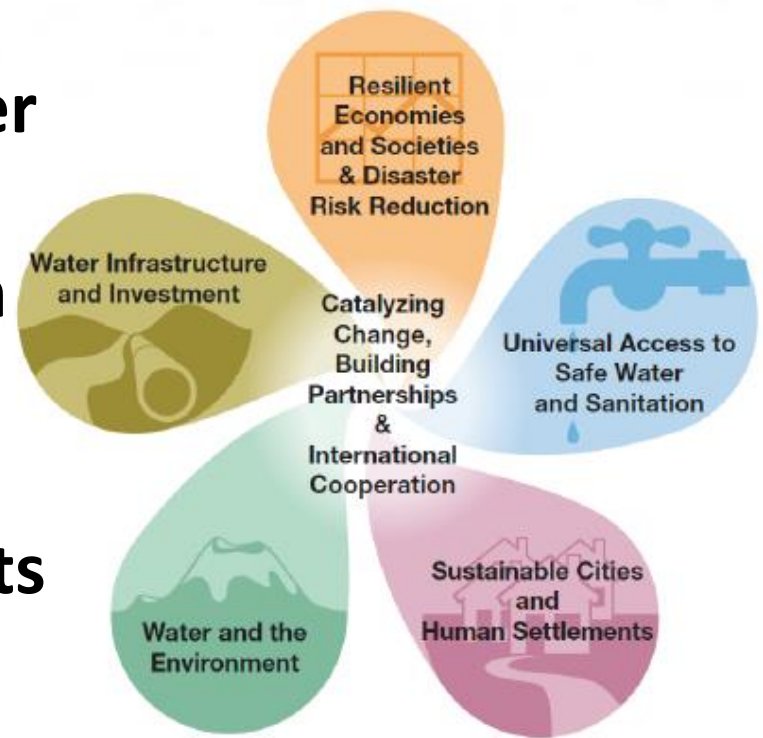 er
ts
Resilient
Economies
and Societies
& Disaster
Risk Reduction
Water Infrastructure
and Investment
Catalyzing
Change,
Building
Partnerships
&
International
Cooperation
Universal Access to
Safe Water
and Sanitation
Sustainable Cities
and
Human Settlements
Water and the
Environment